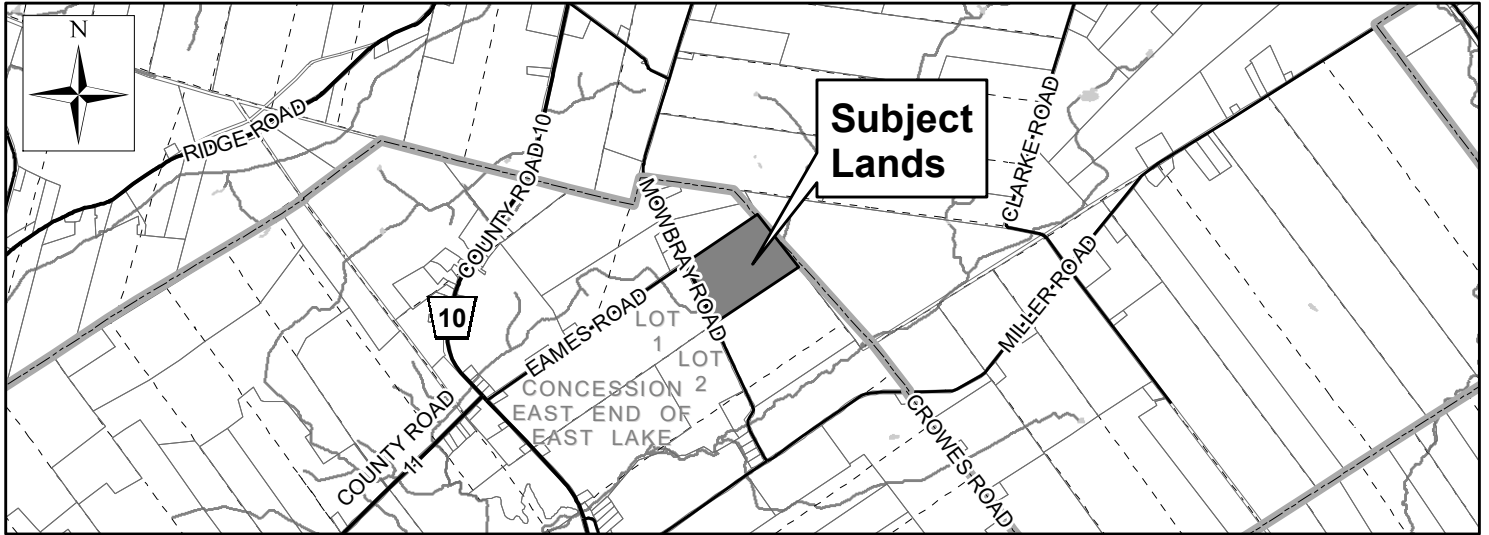 N
RIDGE ROAD
COUNTY ROAD 10
10
MOWBRAY ROAD
Subject
Lands
CLARKE ROAD
EAMES ROAD
MILLER ROAD
LOT
1
LOT
2
CONCESSION
EAST END OF
EAST LAKE
COUNTY ROAD
11
CROWES ROAD